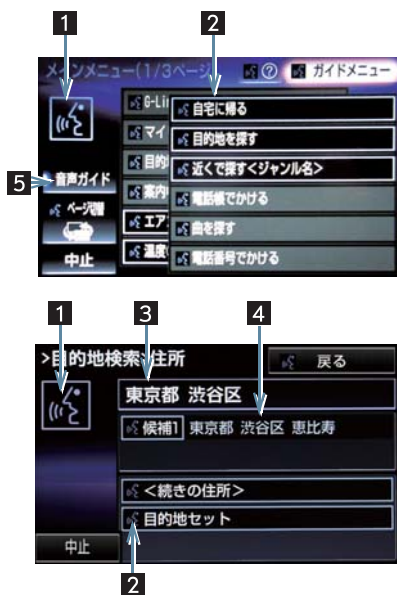 1
2
メインメニュー(1/3ページ)
?
ガイドメニュー
G-Lin
自宅に帰る
マイ
目的地を探す
目的
近くで探す<ジャンル名>
5
音声ガイド
案内
電話帳でかける
エア
曲を探す
中止
温度
電話番号でかける
1
3
4
>目的地検索:住所
戻る
東京都 渋谷区
候補1 東京都 渋谷区 恵比寿
<続きの住所>
目的地セット
中止
2